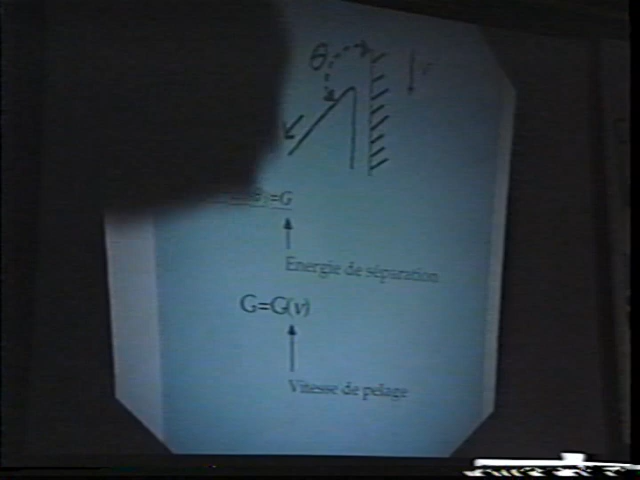 θ
)=G
Energie de séparation
G=G(v)
Vitesse de pelage